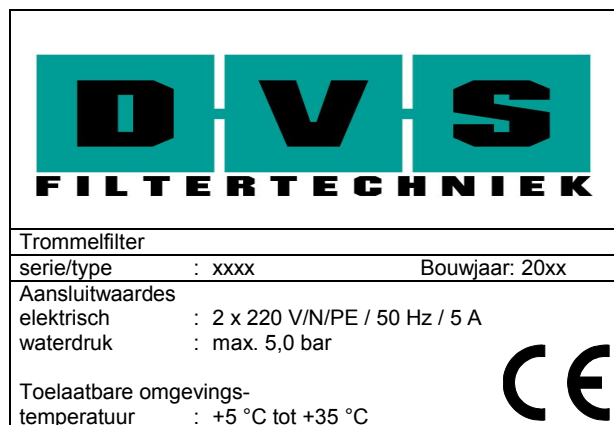 D-V-S
FILTERTECHNIEK
Trommelfilter
serie/type : xxxx Bouwjaar: 20xx
Aansluitwaardes
elektrisch : 2 x 220 V/N/PE / 50 Hz / 5 A
waterdruk : max. 5,0 bar
Toelaatbare omgevings-
temperatuur : +5 °C tot +35 °C
CE